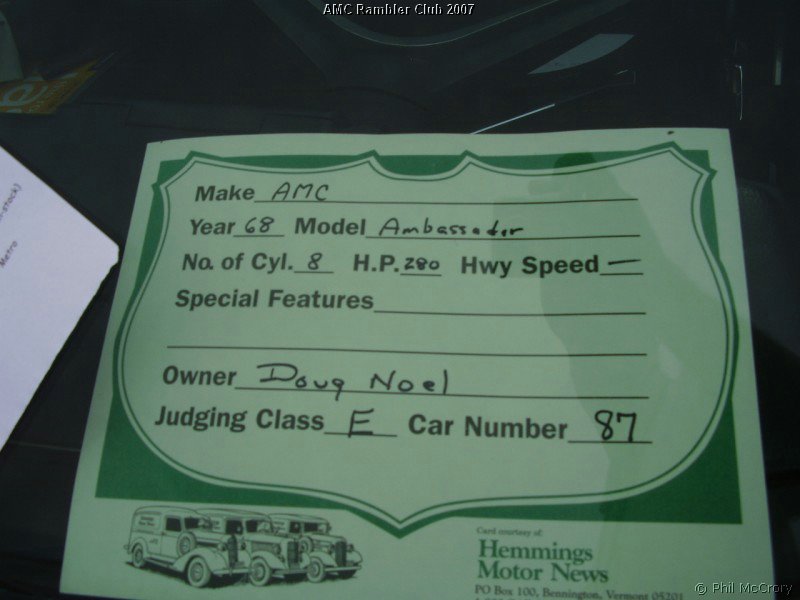 AMC Rambler Club 2007
Make AMC
Year 68 Model Ambassador
No. of Cyl. 8 H.P. 280 Hwy Speed —
Special Features
Owner Doug Noel
Judging Class E Car Number 87
Card courtesy of:
Hemmings
Motor News
PO Box 100, Bennington, Vermont 05201
-stock)
Metro
© Phil McCrory